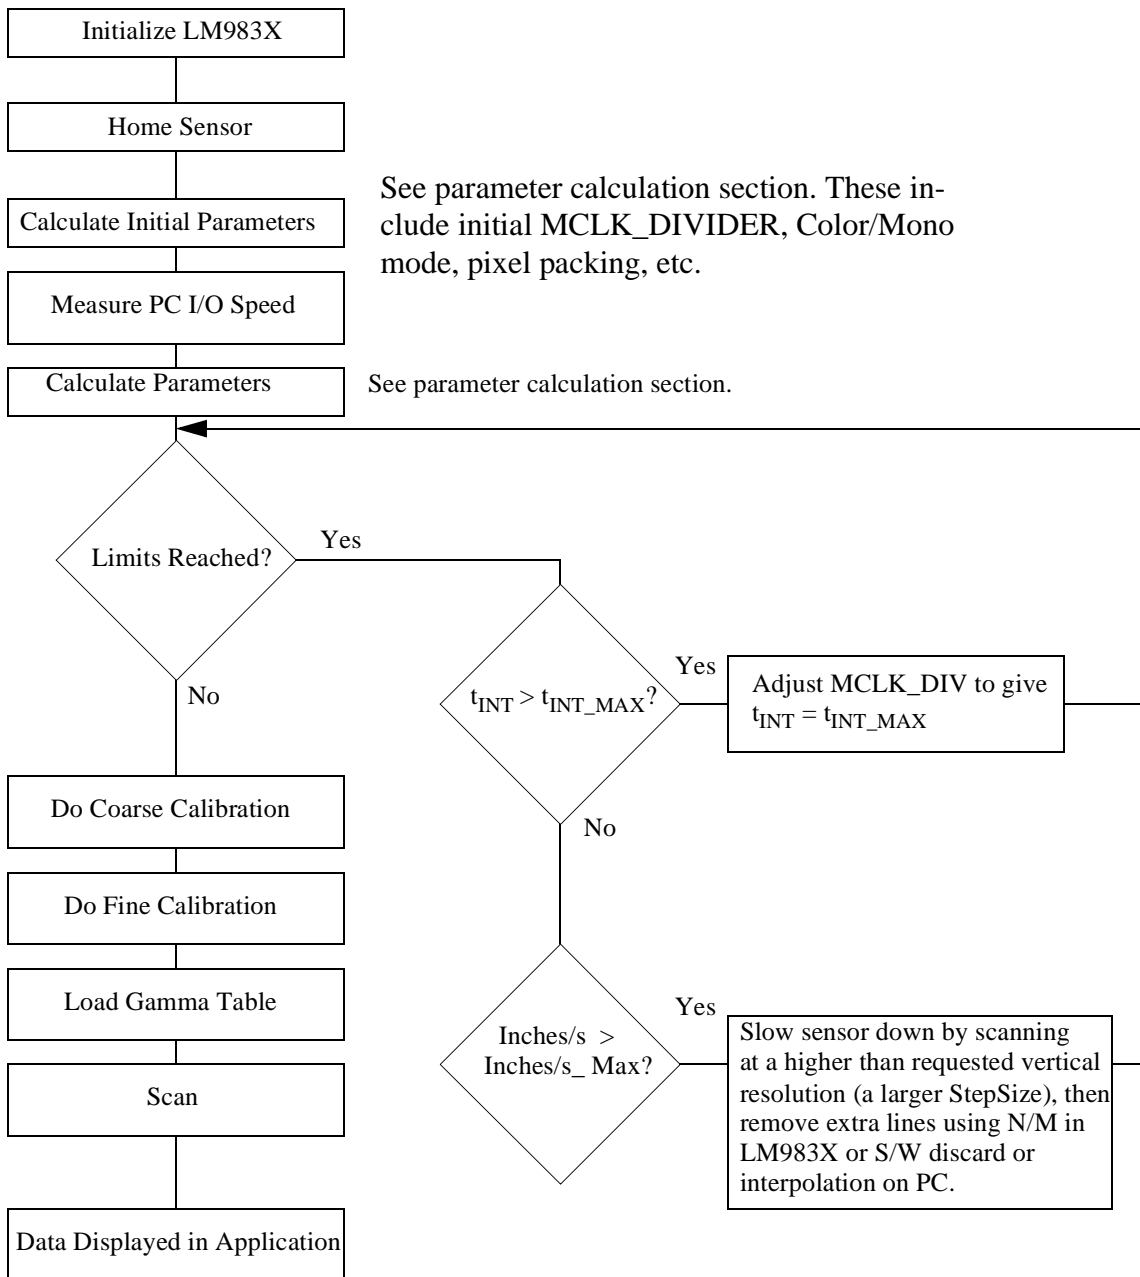 Initialize LM983X
Home Sensor
See parameter calculation section. These in-
clude initial MCLK_DIVIDER, Color/Mono
mode, pixel packing, etc.
Calculate Initial Parameters
Measure PC I/O Speed
Calculate Parameters
See parameter calculation section.
Limits Reached?
Yes
No
tINT > tINT_MAX?
Yes
Adjust MCLK_DIV to give
tINT = tINT_MAX
No
Do Coarse Calibration
Do Fine Calibration
Load Gamma Table
Scan
Data Displayed in Application
Inches/s >
Inches/s_ Max?
Yes
Slow sensor down by scanning
at a higher than requested vertical
resolution (a larger StepSize), then
remove extra lines using N/M in
LM983X or S/W discard or
interpolation on PC.